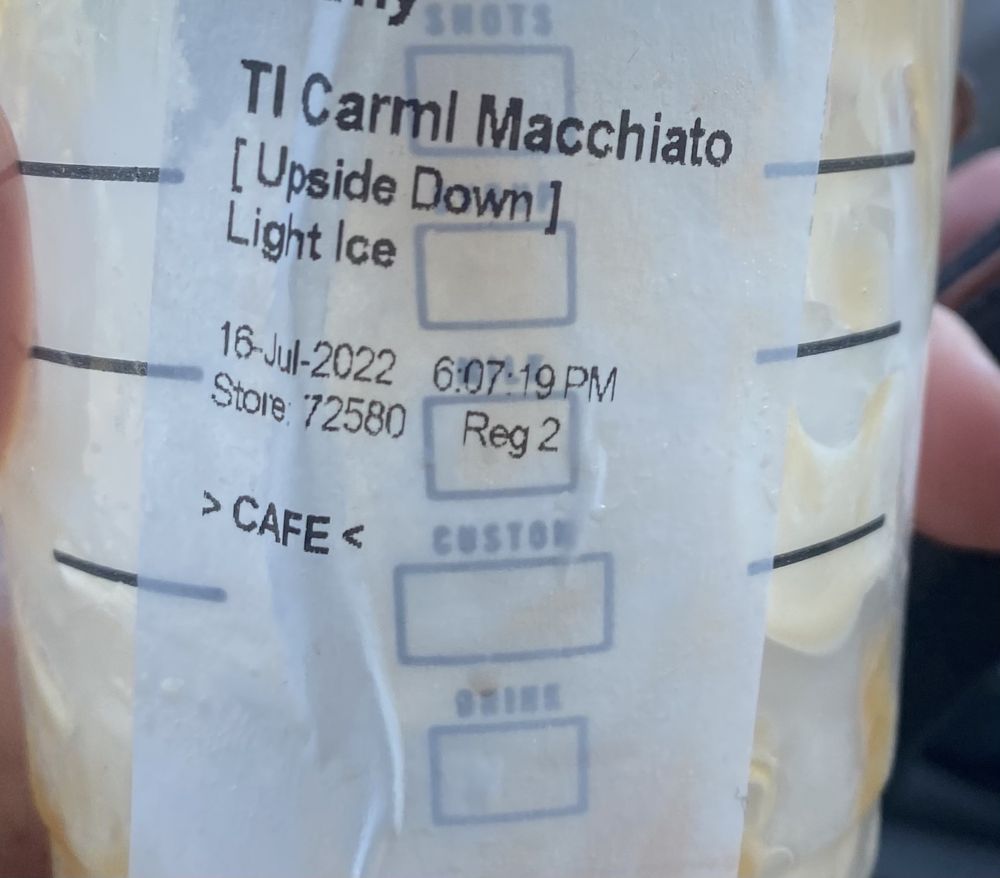 SHOTS
TI Carml Macchiato
[ Upside Down ]
Light Ice
16-Jul-2022 6:07:19 PM
Store: 72580 Reg 2
> CAFE <
CUSTOM
DRINK